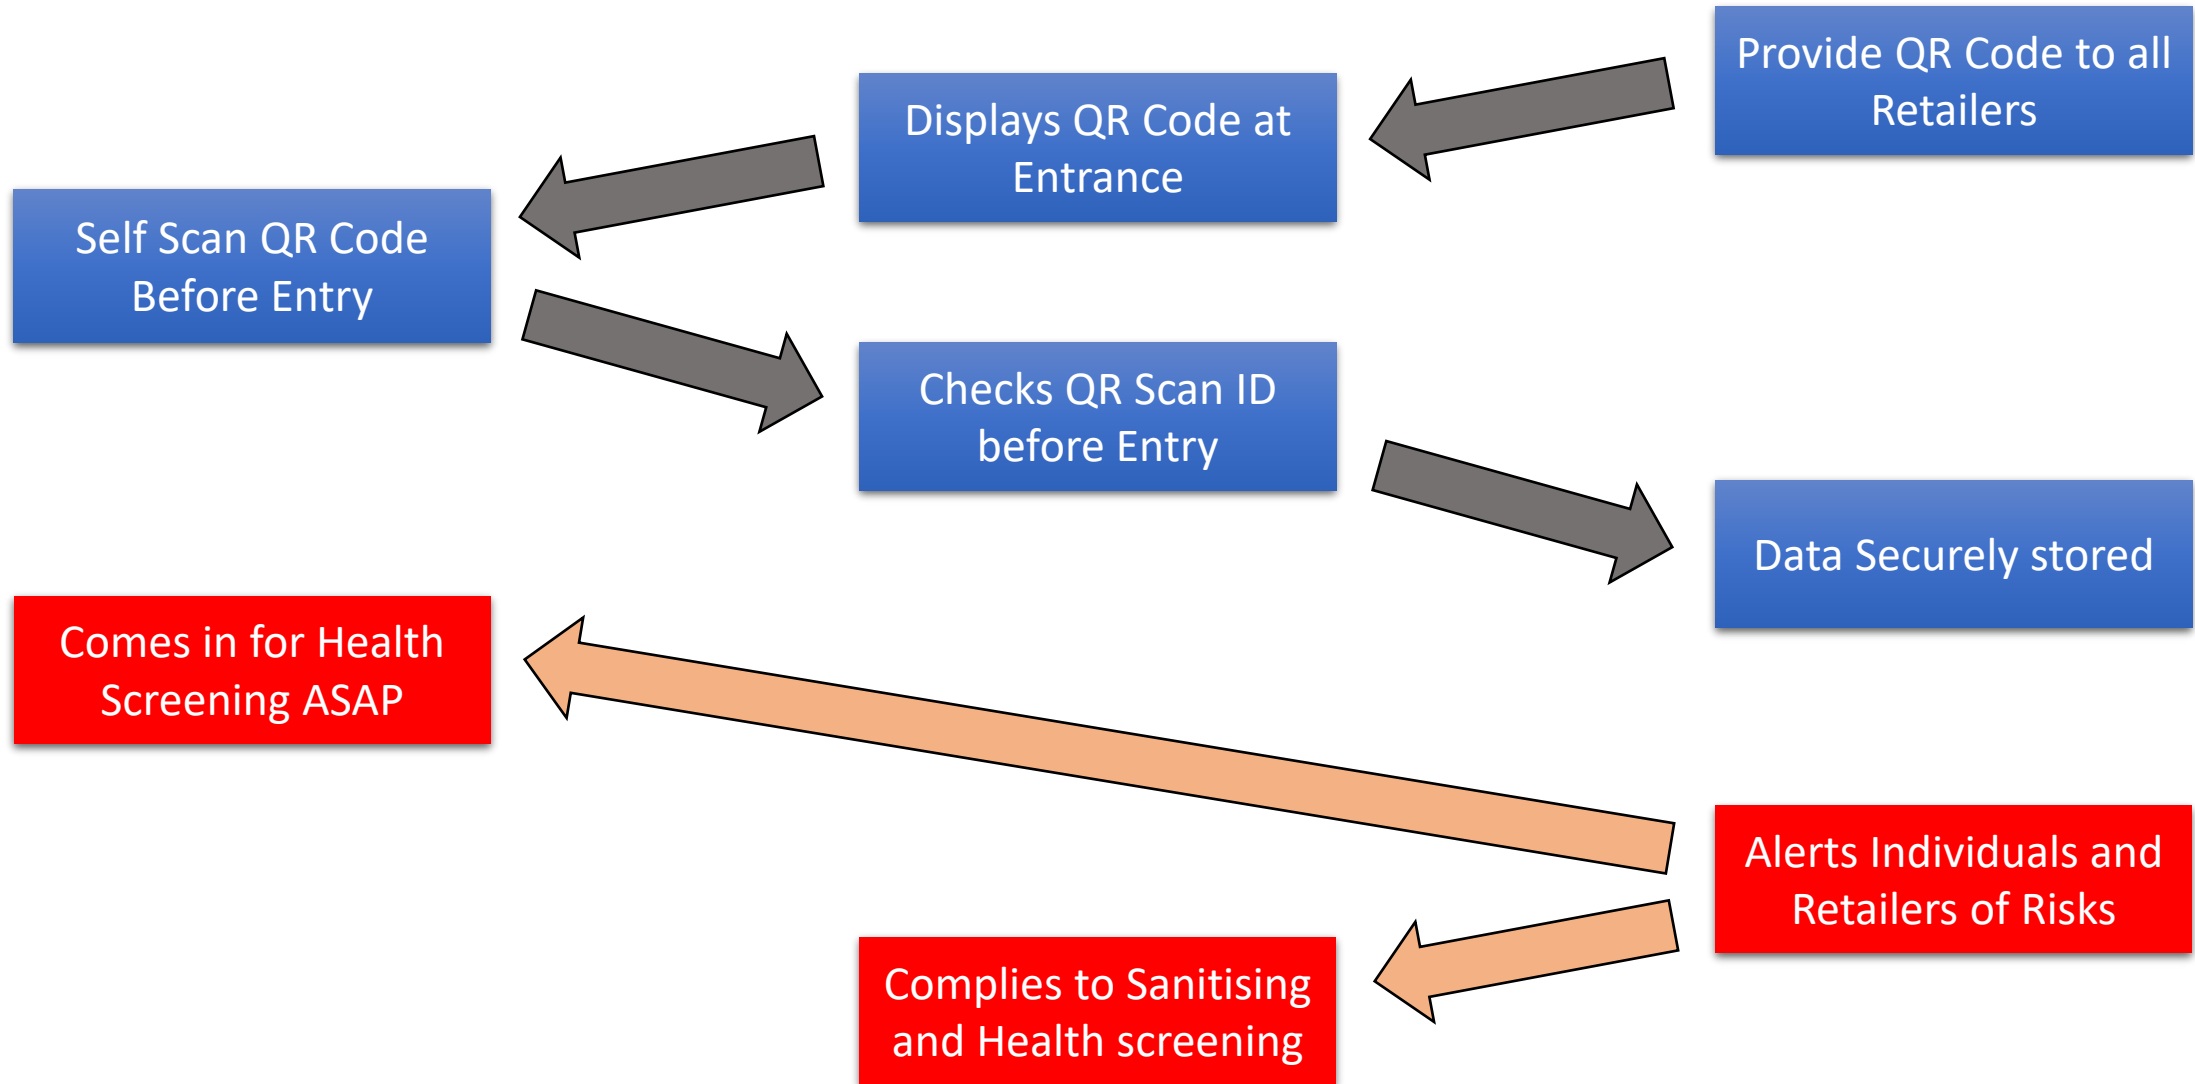 Provide QR Code to all
Retailers
Displays QR Code at
Entrance
Self Scan QR Code
Before Entry
Checks QR Scan ID
before Entry
Data Securely stored
Comes in for Health
Screening ASAP
Alerts Individuals and
Retailers of Risks
Complies to Sanitising
and Health screening